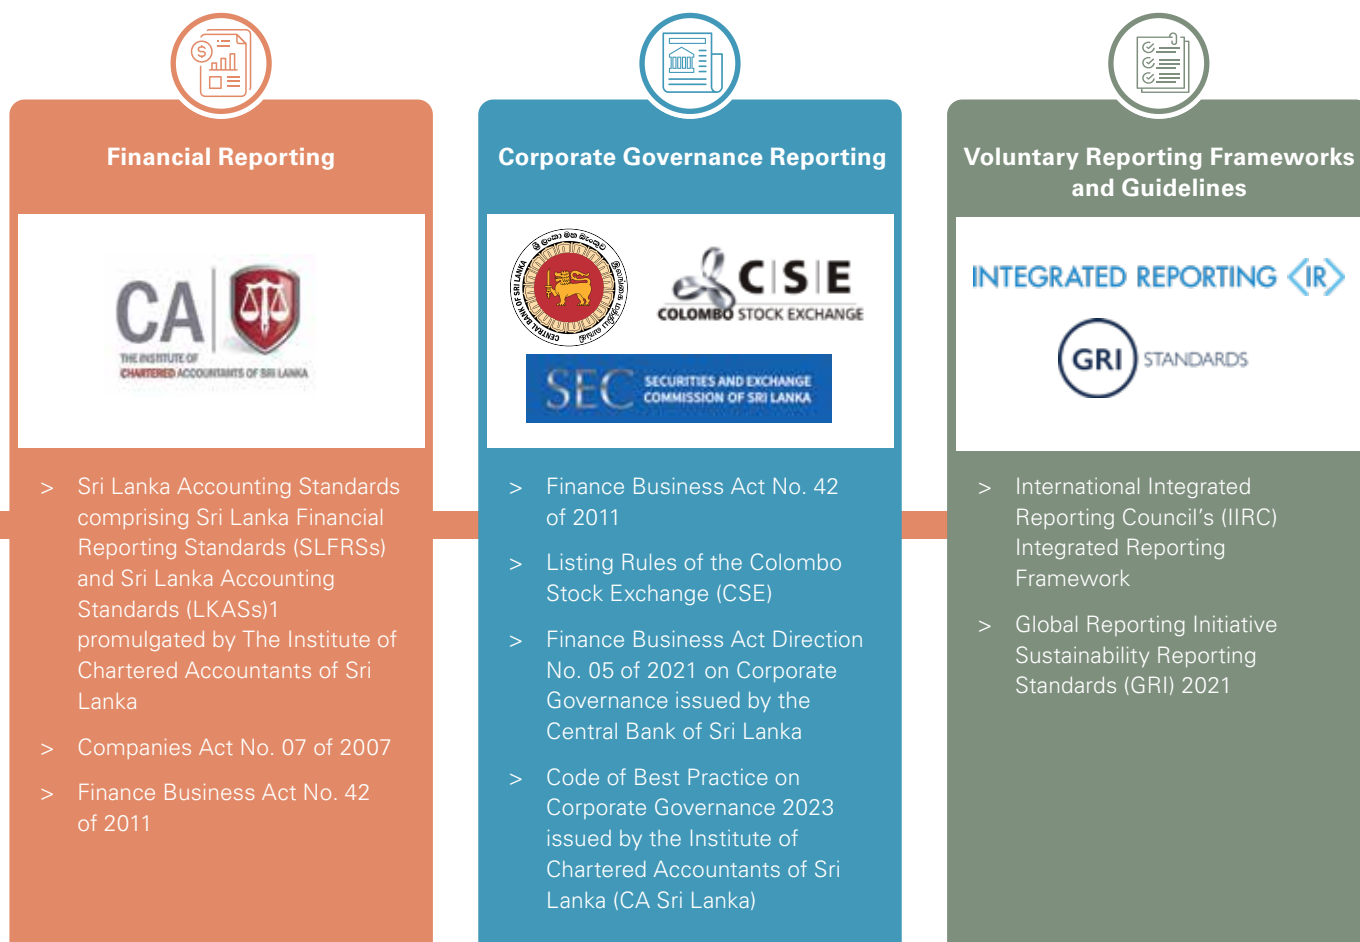 Financial Reporting
CA
THE INSTITUTE OF
CHARTERED ACCOUNTANTS OF SRI LANKA
> Sri Lanka Accounting Standards
comprising Sri Lanka Financial
Reporting Standards (SLFRSs)
and Sri Lanka Accounting
Standards (LKASs)1
promulgated by The Institute of
Chartered Accountants of Sri
Lanka
> Companies Act No. 07 of 2007
> Finance Business Act No. 42
of 2011
Corporate Governance Reporting
ශ්‍රී ලංකා මහ බැංකුව
CENTRAL BANK OF SRI LANKA
C|S|E
COLOMBO STOCK EXCHANGE
SEC
SECURITIES AND EXCHANGE
COMMISSION OF SRI LANKA
> Finance Business Act No. 42
of 2011
> Listing Rules of the Colombo
Stock Exchange (CSE)
> Finance Business Act Direction
No. 05 of 2021 on Corporate
Governance issued by the
Central Bank of Sri Lanka
> Code of Best Practice on
Corporate Governance 2023
issued by the Institute of
Chartered Accountants of Sri
Lanka (CA Sri Lanka)
Voluntary Reporting Frameworks
and Guidelines
INTEGRATED REPORTING <IR>
GRI STANDARDS
> International Integrated
Reporting Council's (IIRC)
Integrated Reporting
Framework
> Global Reporting Initiative
Sustainability Reporting
Standards (GRI) 2021